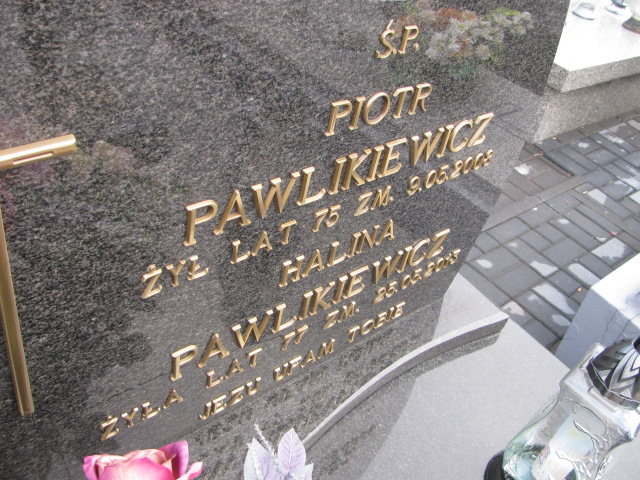 Ś.P.
PIOTR
PAWLIKIEWICZ
ŻYŁ LAT 75 ZM. 9.05.2008
HALINA
PAWLIKIEWICZ
ŻYŁA LAT 77 ZM. 25.05.2013
JEZU UFAM TOBIE